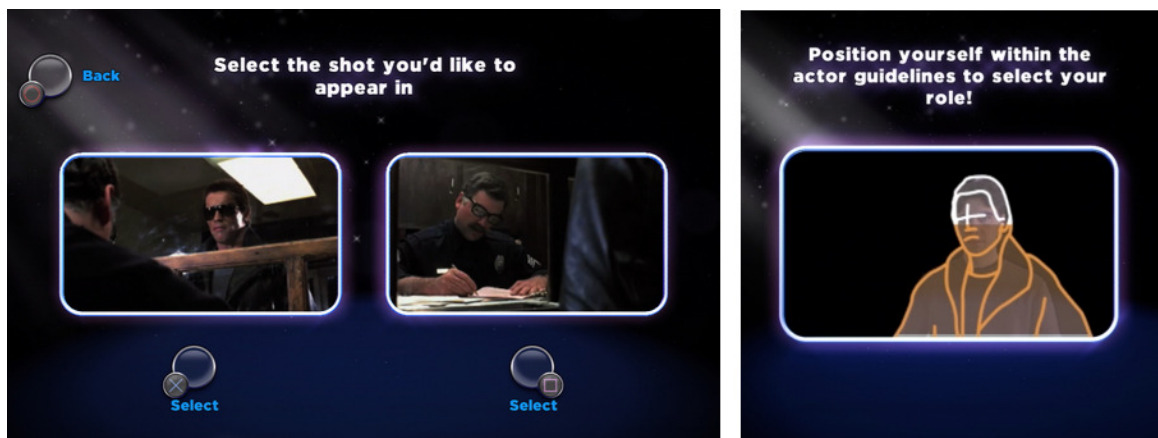 Back
Select the shot you'd like to
appear in
Select
Select
Position yourself within the
actor guidelines to select your
role!